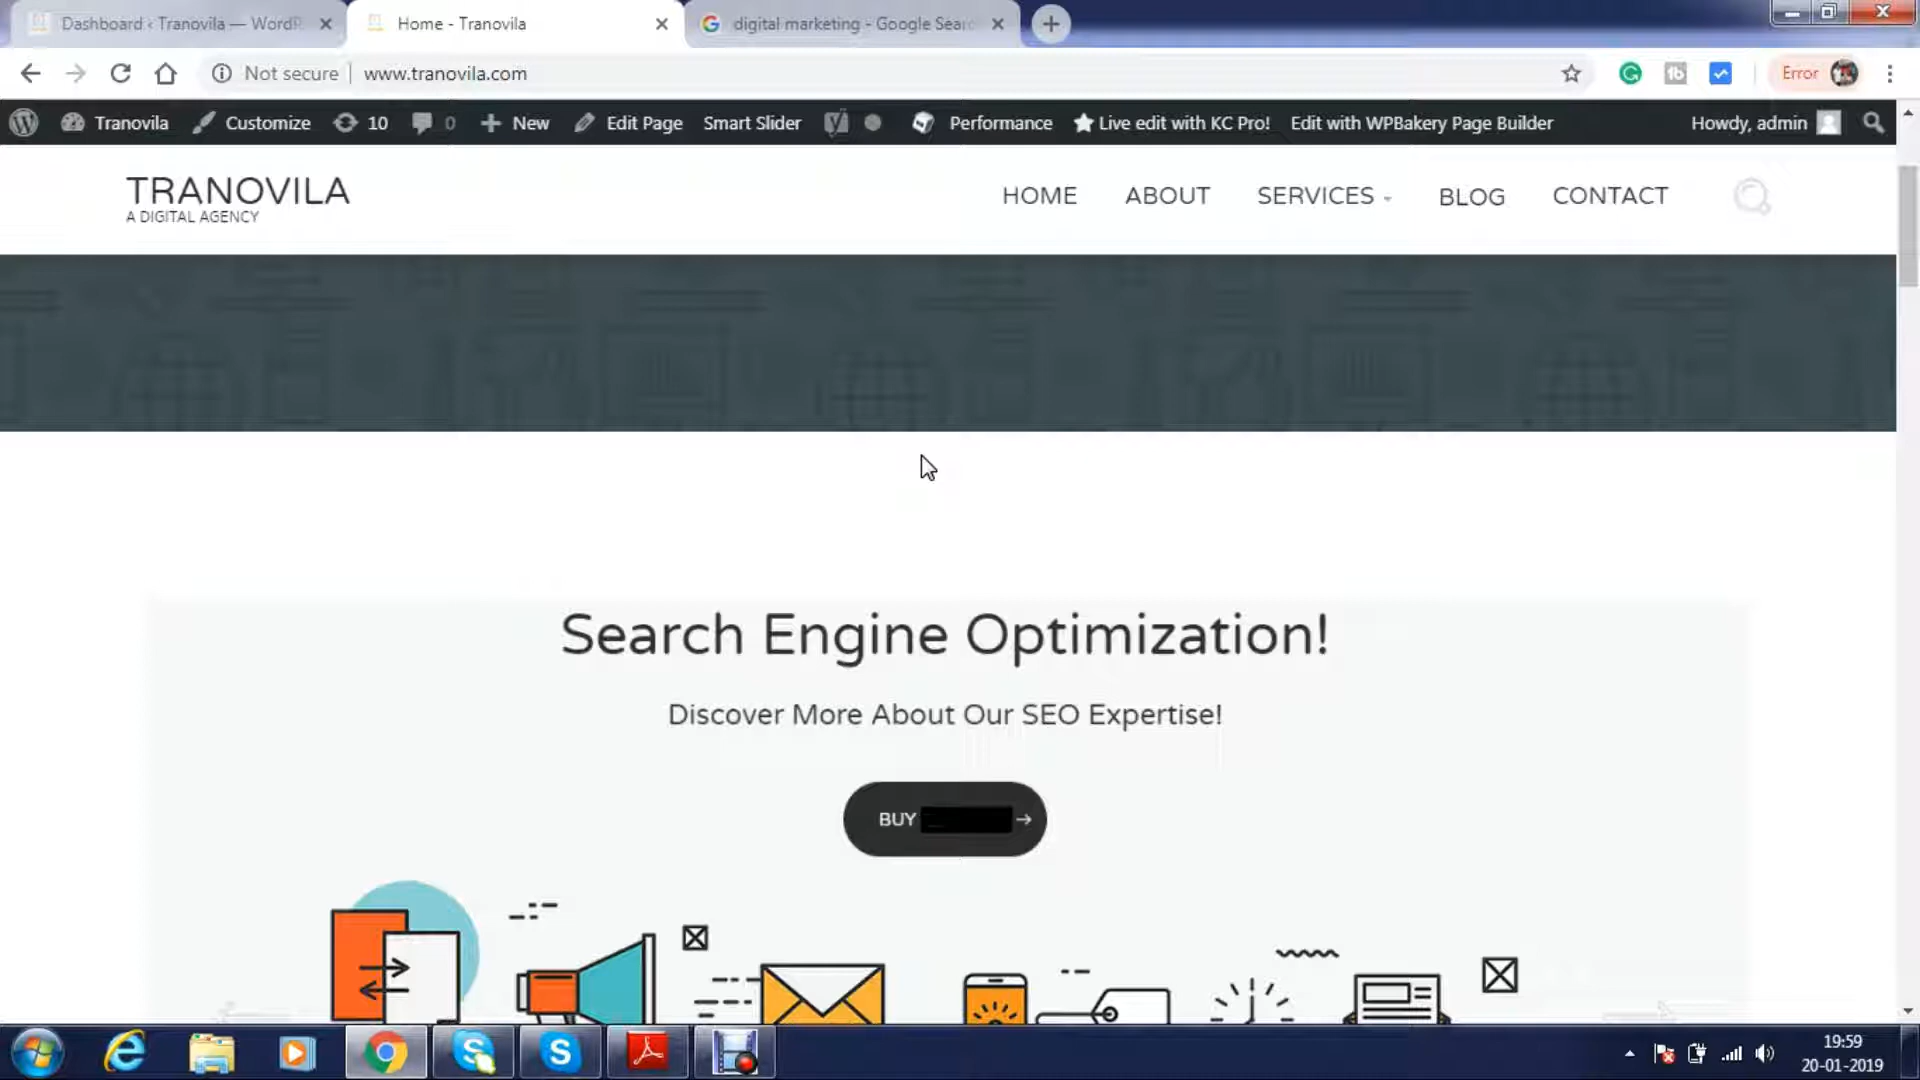 Dashboard ‹ Tranovila — WordP
Home - Tranovila
digital marketing - Google Sear
Not secure
www.tranovila.com
Error
Tranovila
Customize
10
0
New
Edit Page
Smart Slider
Performance
Live edit with KC Pro!
Edit with WPBakery Page Builder
Howdy, admin
TRANOVILA
A DIGITAL AGENCY
HOME
ABOUT
SERVICES
BLOG
CONTACT
Search Engine Optimization!
Discover More About Our SEO Expertise!
BUY
19:59
20-01-2019